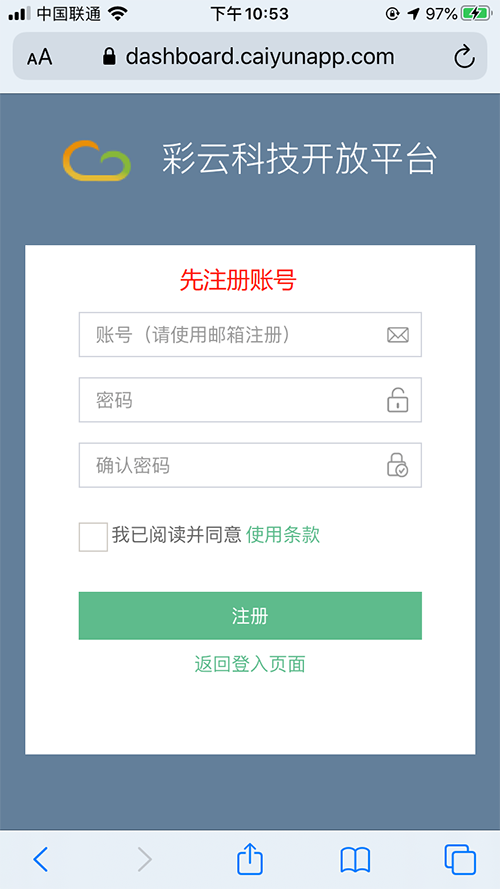 中国联通 下午10:53 97%
AA dashboard.caiyunapp.com
彩云科技开放平台
先注册账号
账号（请使用邮箱注册）
密码
确认密码
我已阅读并同意 使用条款
注册
返回登入页面